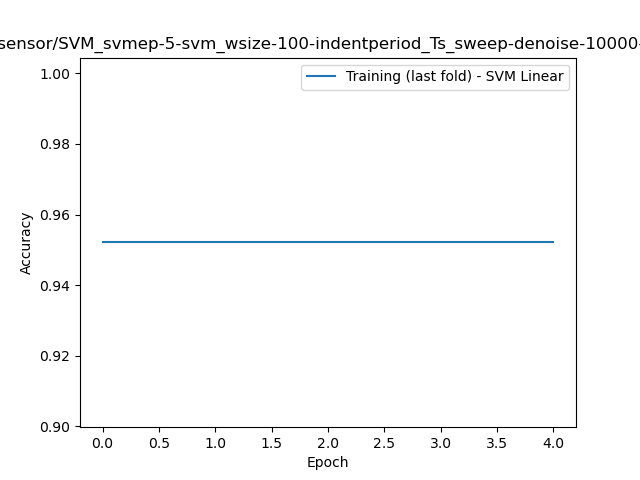 sensor/SVM_svmep-5-svm_wsize-100-indentperiod_Ts_sweep-denoise-10000-
Training (last fold) - SVM Linear
1.00
0.98
0.96
0.94
0.92
0.90
Accuracy
0.0 0.5 1.0 1.5 2.0 2.5 3.0 3.5 4.0
Epoch